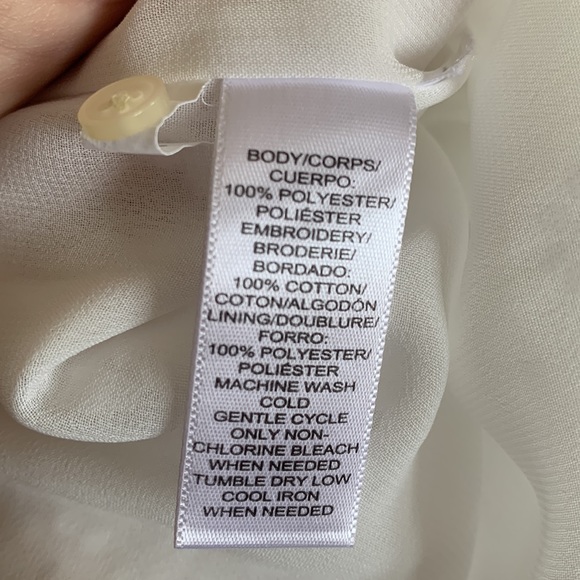 BODY/CORPS/
CUERPO:
100% POLYESTER/
POLIÉSTER
EMBROIDERY/
BRODERIE/
BORDADO:
100% COTTON/
COTON/ALGODÓN
LINING/DOUBLURE/
FORRO:
100% POLYESTER/
POLIÉSTER
MACHINE WASH
COLD
GENTLE CYCLE
ONLY NON-
CHLORINE BLEACH
WHEN NEEDED
TUMBLE DRY LOW
COOL IRON
WHEN NEEDED